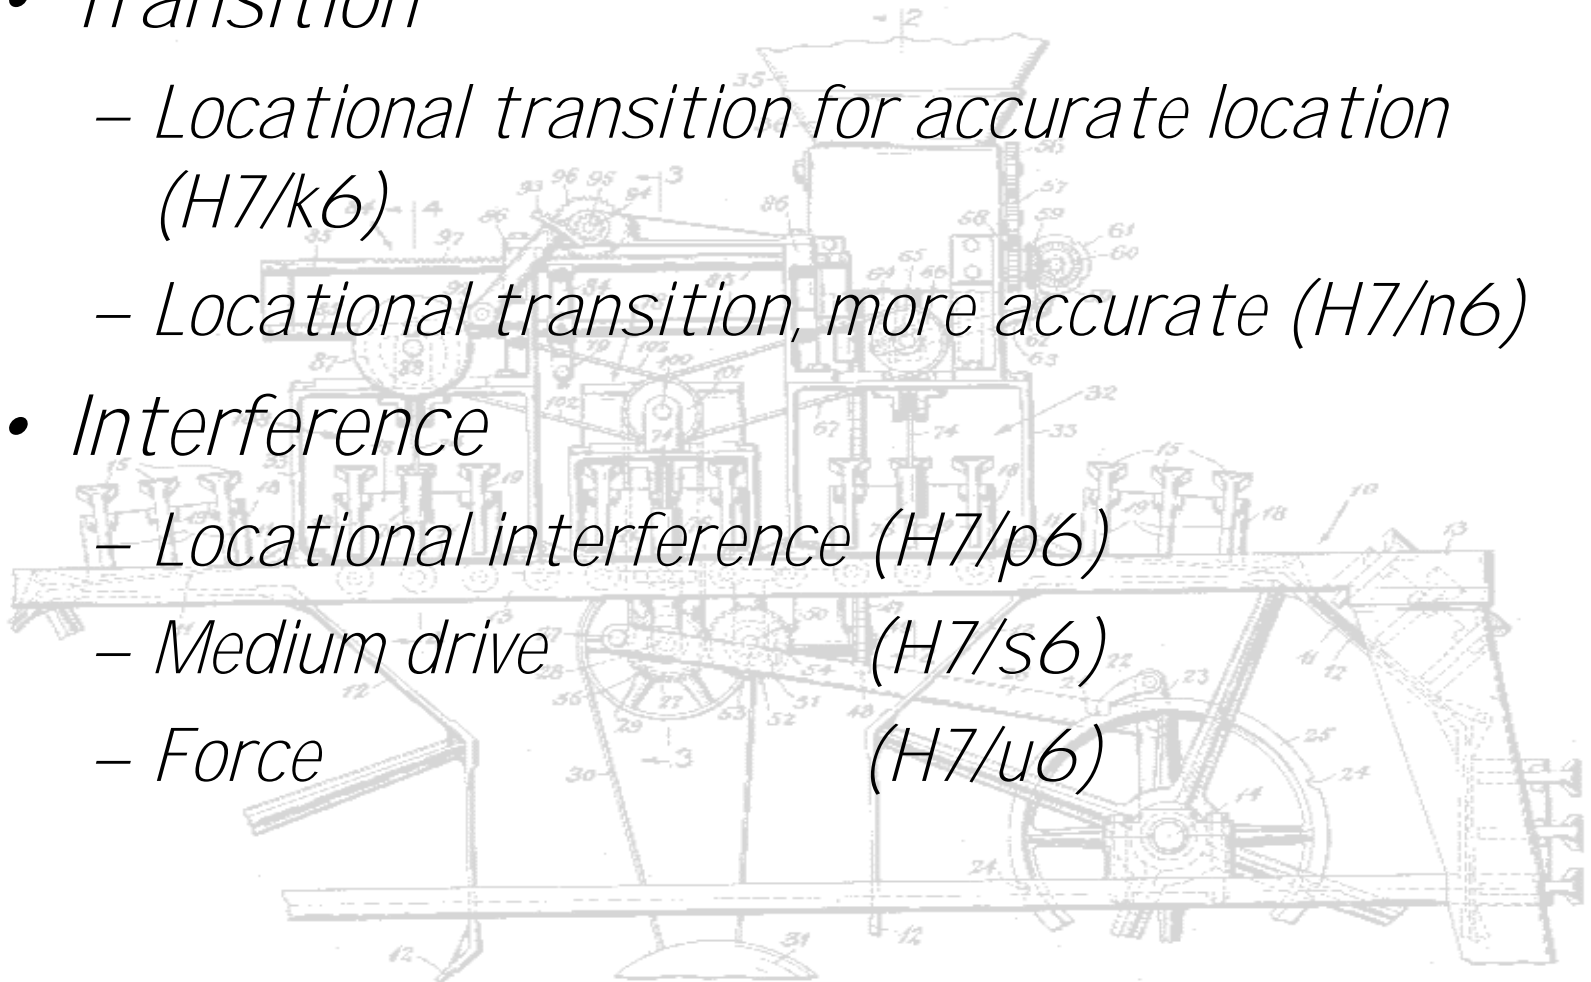 • Transition
– Locational transition for accurate location
(H7/k6)
– Locational transition, more accurate (H7/n6)
• Interference
– Locational interference (H7/p6)
– Medium drive (H7/s6)
– Force (H7/u6)